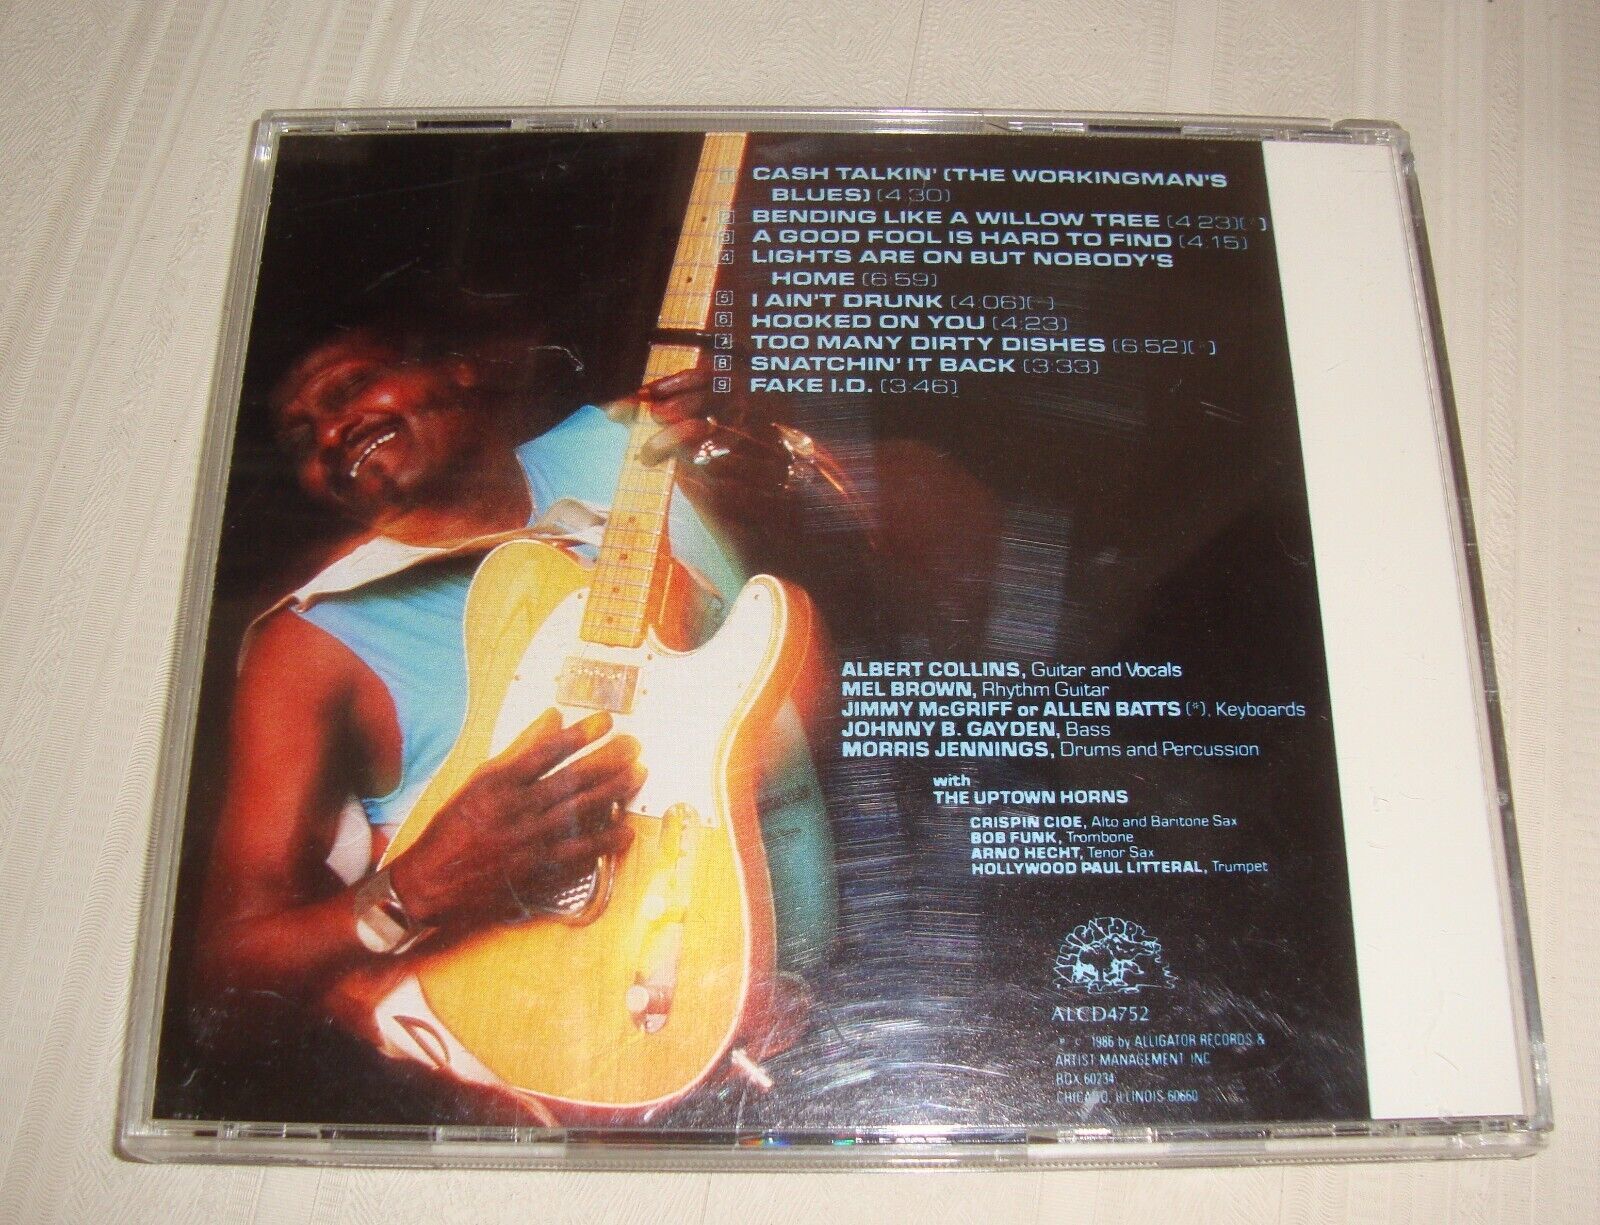 1 CASH TALKIN' (THE WORKINGMAN'S
BLUES) (4:30)
2 BENDING LIKE A WILLOW TREE (4:23)(*)
3 A GOOD FOOL IS HARD TO FIND (4:15)
4 LIGHTS ARE ON BUT NOBODY'S
HOME (6:59)
5 I AIN'T DRUNK (4:06)(*)
6 HOOKED ON YOU (4:23)
7 TOO MANY DIRTY DISHES (6:52)(*)
8 SNATCHIN' IT BACK (3:33)
9 FAKE I.D. (3:46)
ALBERT COLLINS, Guitar and Vocals
MEL BROWN, Rhythm Guitar
JIMMY McGRIFF or ALLEN BATTS (*), Keyboards
JOHNNY B. GAYDEN, Bass
MORRIS JENNINGS, Drums and Percussion
with
THE UPTOWN HORNS
CRISPIN CIOE, Alto and Baritone Sax
BOB FUNK, Trombone
ARNO HECHT, Tenor Sax
HOLLYWOOD PAUL LITTERAL, Trumpet
ALLIGATOR
ALCD4752
1986 by ALLIGATOR RECORDS &
ARTIST MANAGEMENT INC
BOX 60234
CHICAGO, ILLINOIS 60660